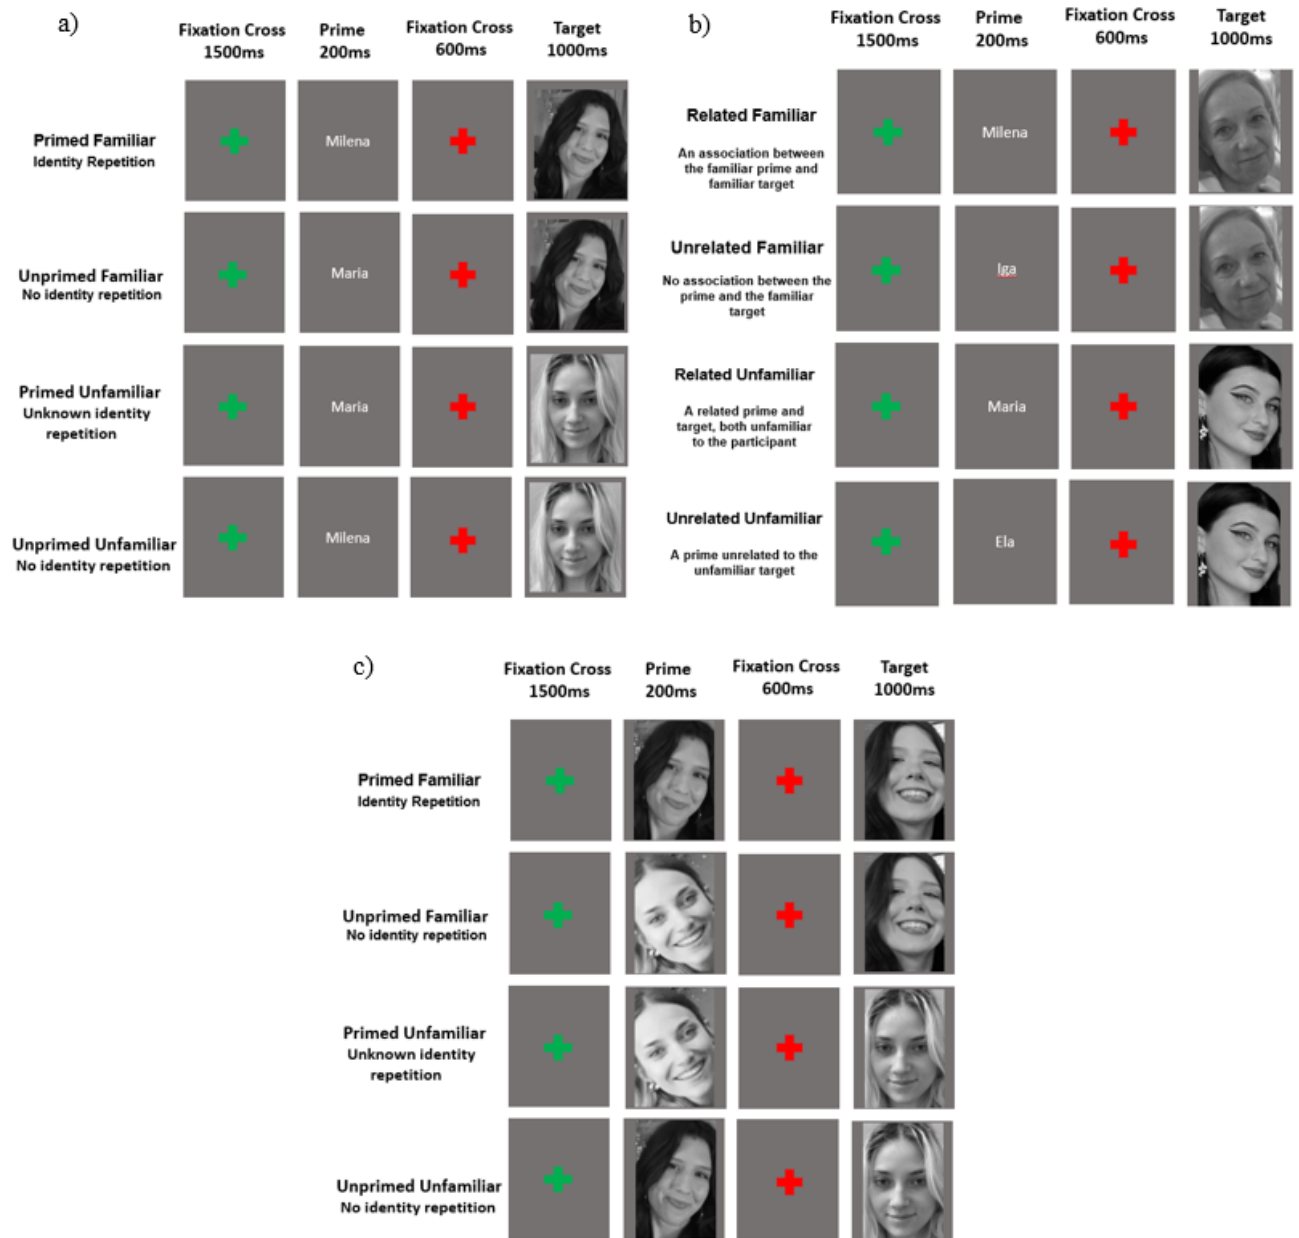 a)
Fixation Cross
1500ms
Prime
200ms
Fixation Cross
600ms
Target
1000ms
Primed Familiar
Identity Repetition
Milena
Unprimed Familiar
No identity repetition
Maria
Primed Unfamiliar
Unknown identity
repetition
Maria
Unprimed Unfamiliar
No identity repetition
Milena
b)
Fixation Cross
1500ms
Prime
200ms
Fixation Cross
600ms
Target
1000ms
Related Familiar
An association between
the familiar prime and
familiar target
Milena
Unrelated Familiar
No association between the
prime and the familiar
target
Iga
Related Unfamiliar
A related prime and
target, both unfamiliar
to the participant
Maria
Unrelated Unfamiliar
A prime unrelated to the
unfamiliar target
Ela
c)
Fixation Cross
1500ms
Prime
200ms
Fixation Cross
600ms
Target
1000ms
Primed Familiar
Identity Repetition
Unprimed Familiar
No identity repetition
Primed Unfamiliar
Unknown identity
repetition
Unprimed Unfamiliar
No identity repetition